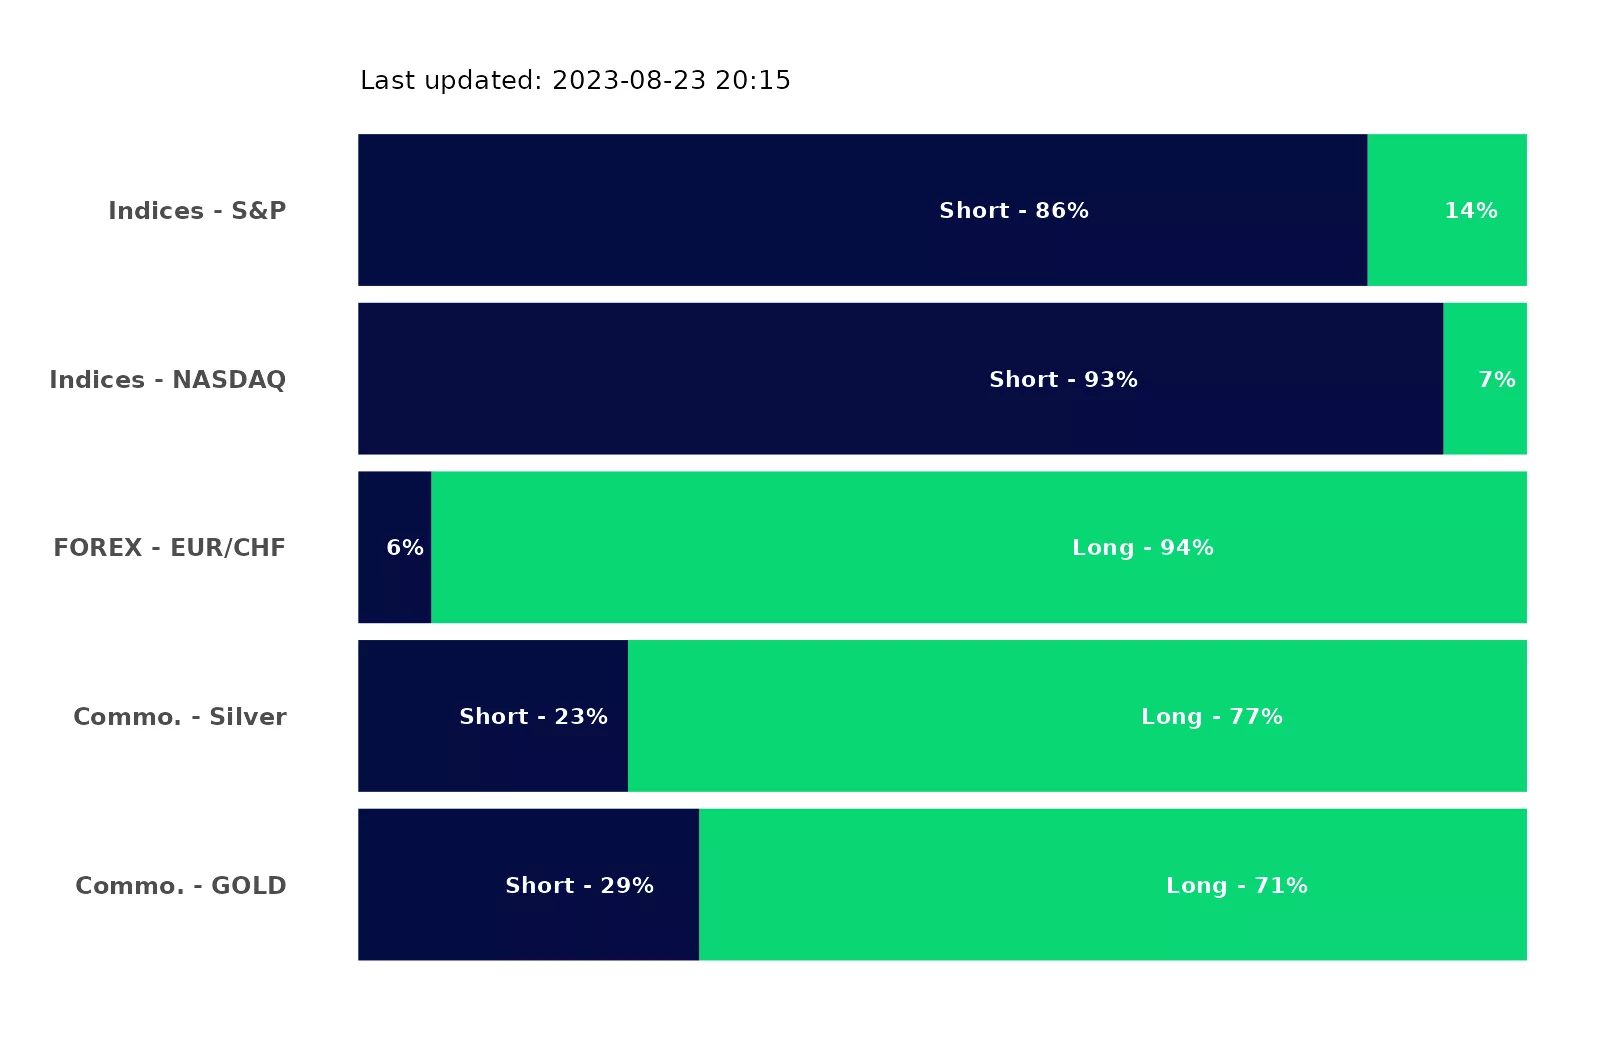 Last updated: 2023-08-23 20:15
Indices - S&P Short - 86% 14%
Indices - NASDAQ Short - 93% 7%
FOREX - EUR/CHF 6% Long - 94%
Commo. - Silver Short - 23% Long - 77%
Commo. - GOLD Short - 29% Long - 71%